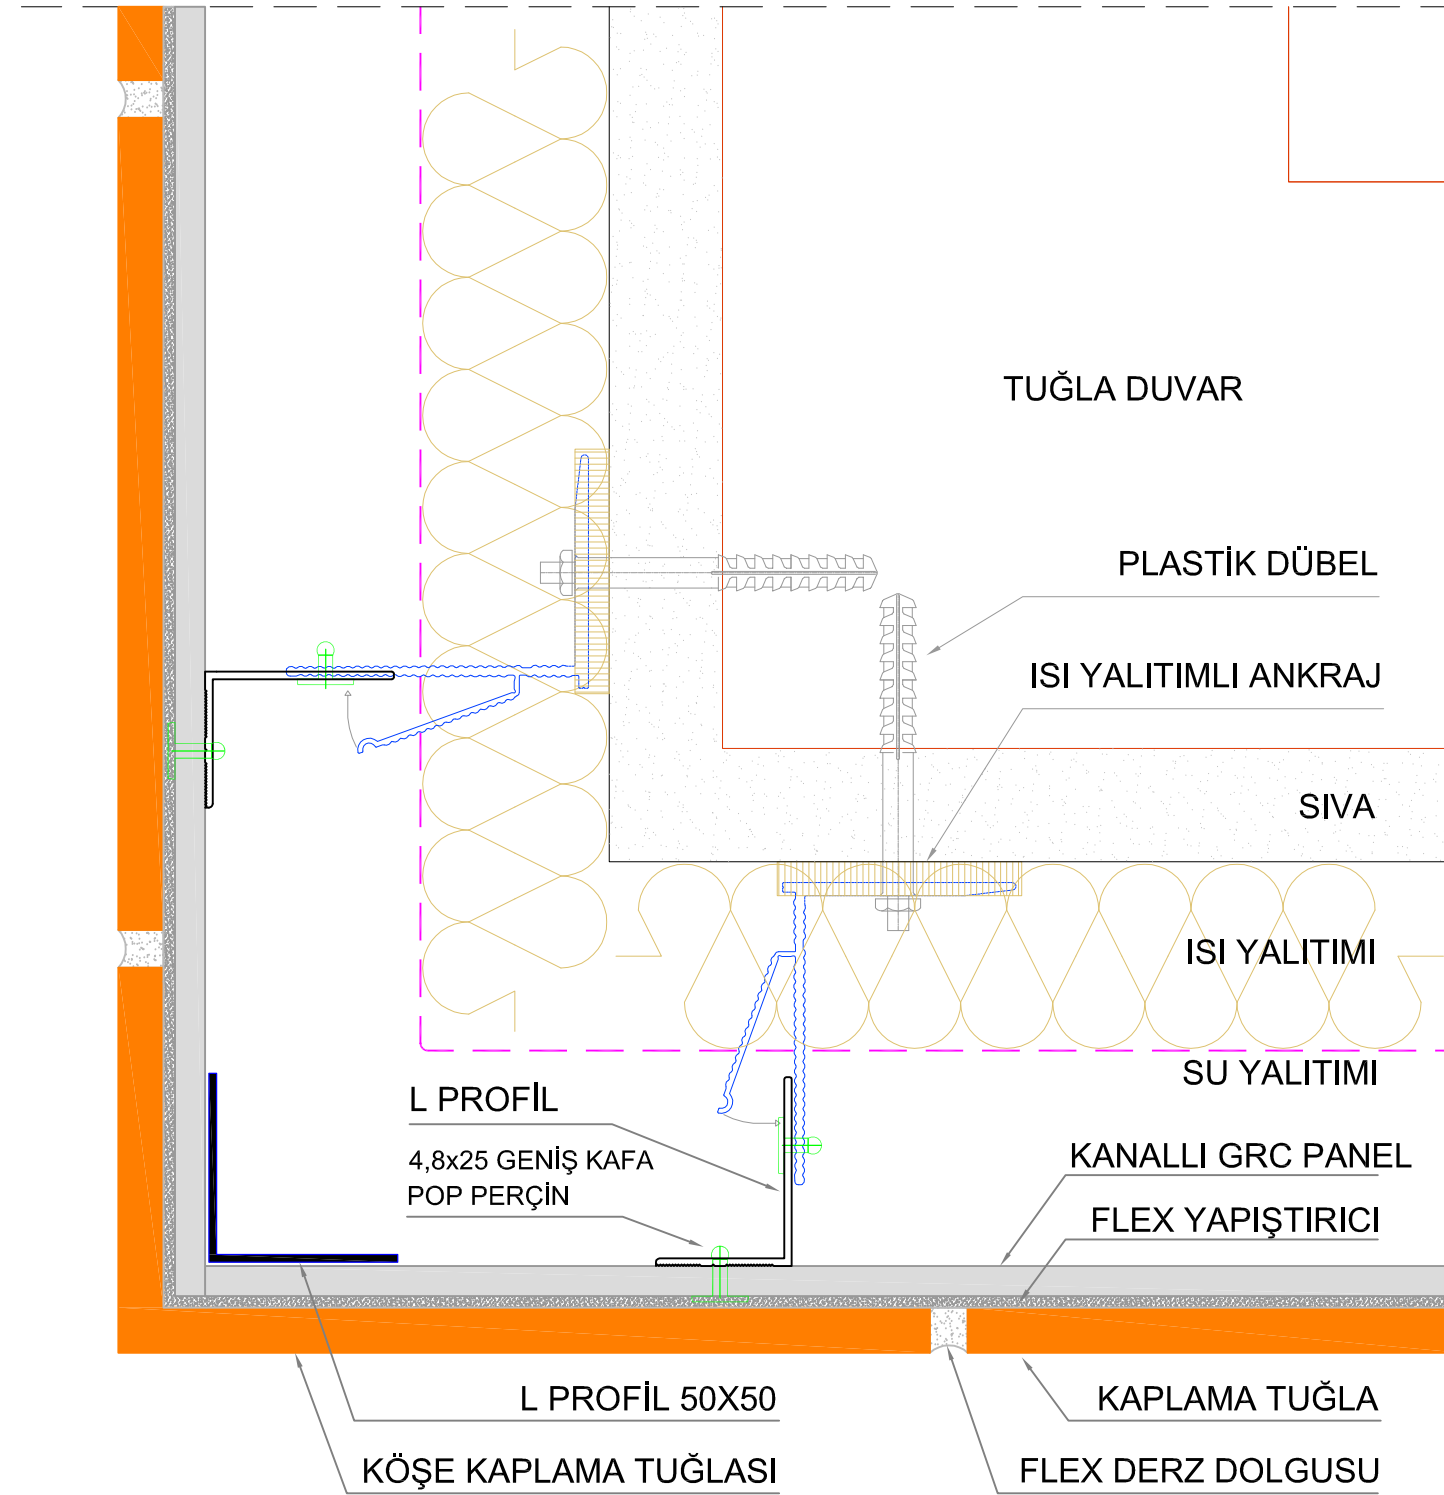 TUĞLA DUVAR
PLASTİK DÜBEL
ISI YALITIMLI ANKRAJ
SIVA
ISI YALITIMI
SU YALITIMI
L PROFİL
4,8x25 GENİŞ KAFA
POP PERÇİN
KANALLI GRC PANEL
FLEX YAPIŞTIRICI
L PROFİL 50X50
KAPLAMA TUĞLA
KÖŞE KAPLAMA TUĞLASI
FLEX DERZ DOLGUSU